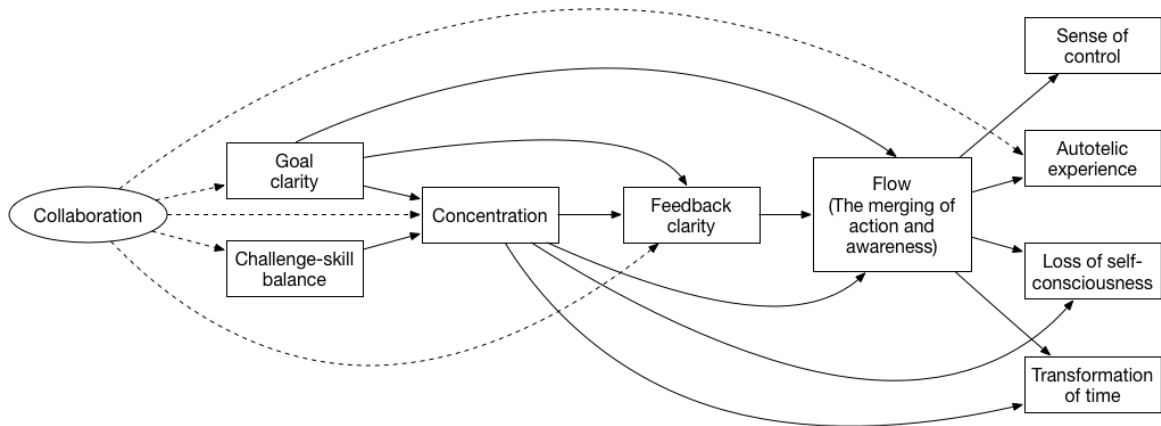 Collaboration
Goal
clarity
Challenge-skill
balance
Concentration
Feedback
clarity
Flow
(The merging of
action and
awareness)
Sense of
control
Autotelic
experience
Loss of self-
consciousness
Transformation
of time